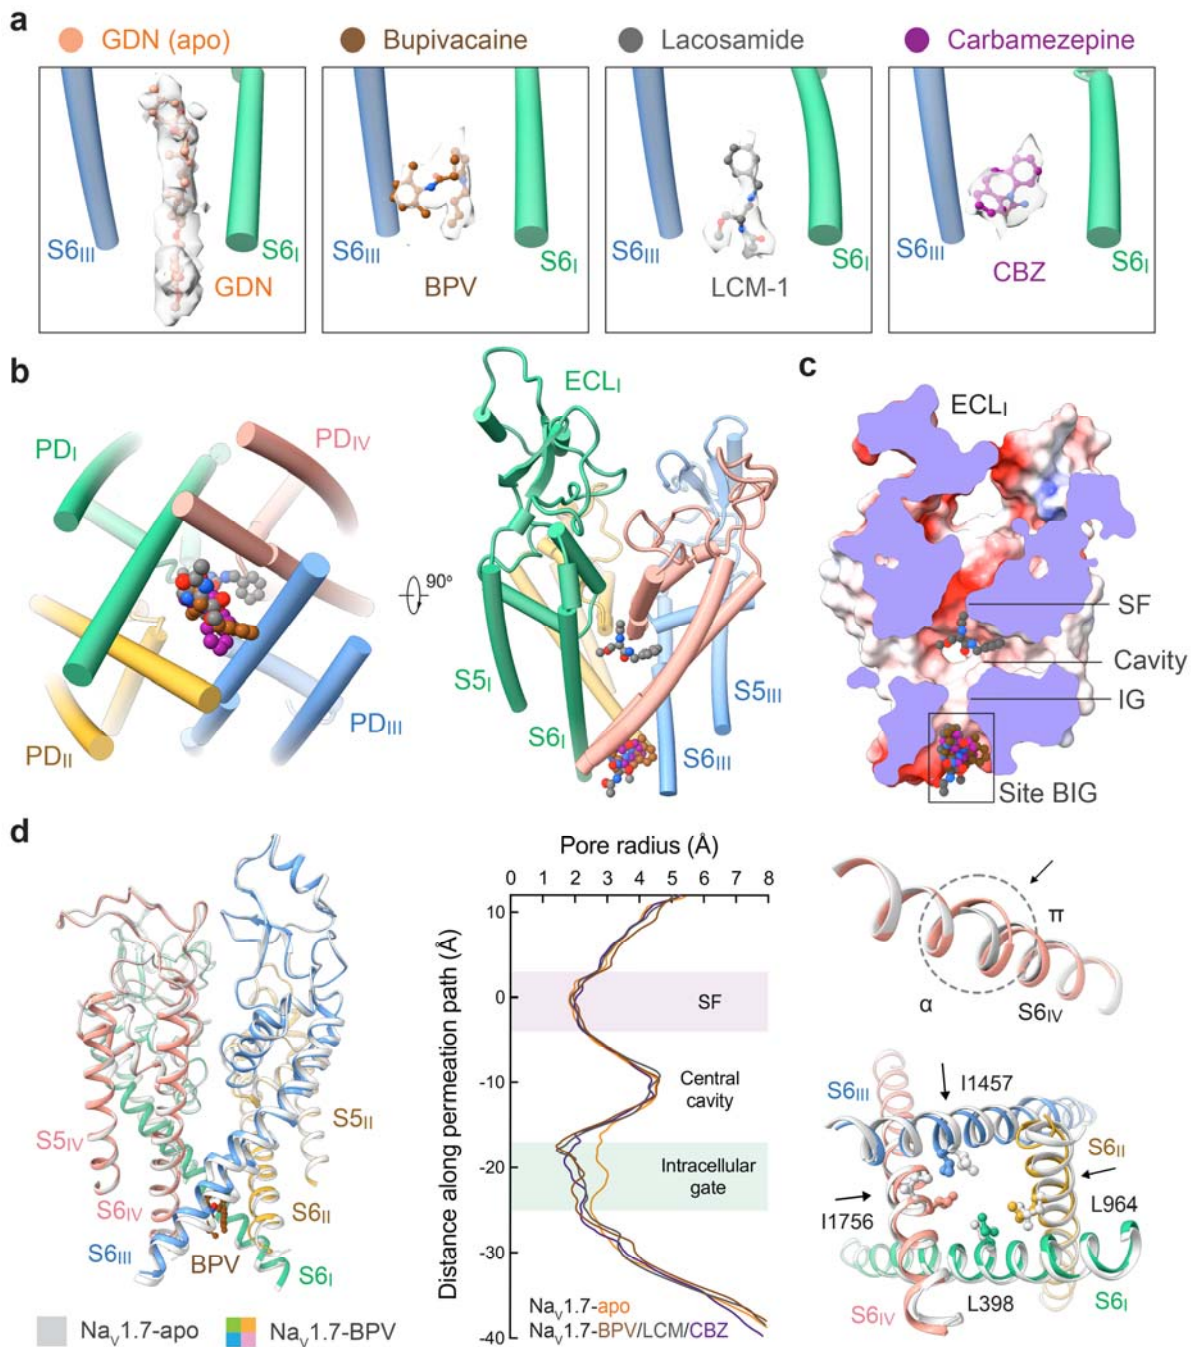 a
GDN (apo) Bupivacaine Lacosamide Carbamezepine
S6III GDN S6I
S6III BPV S6I
S6III LCM-1 S6I
S6III CBZ S6I
b
PDI PDIV
PDII PDIII
90°
ECLI
S5I S6I S6III S5III
c
ECLI
SF
Cavity
IG
Site BIG
d
S5IV S5II
S6IV S6II
S6III BPV S6I
Nav1.7-apo Nav1.7-BPV
Pore radius (Å)
0 1 2 3 4 5 6 7 8
Distance along permeation path (Å)
10
0
-10
-20
-30
-40
SF
Central
cavity
Intracellular
gate
Nav1.7-apo
Nav1.7-BPV/LCM/CBZ
π
α S6IV
S6III I1457
S6II
I1756 L964
L398 S6I
S6IV